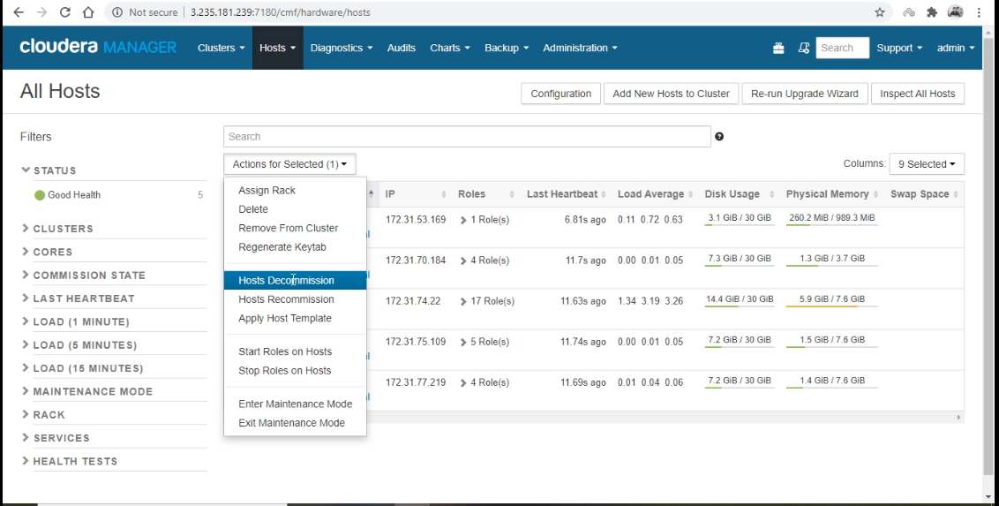 Not secure | 3.235.181.239:7180/cmf/hardware/hosts
cloudera MANAGER Clusters Hosts Diagnostics Audits Charts Backup Administration Search Support admin
All Hosts Configuration Add New Hosts to Cluster Re-run Upgrade Wizard Inspect All Hosts
Filters
Search
STATUS
Good Health 5
CLUSTERS
CORES
COMMISSION STATE
LAST HEARTBEAT
LOAD (1 MINUTE)
LOAD (5 MINUTES)
LOAD (15 MINUTES)
MAINTENANCE MODE
RACK
SERVICES
HEALTH TESTS
Actions for Selected (1)
Columns: 9 Selected
Assign Rack
Delete
Remove From Cluster
Regenerate Keytab
Hosts Decommission
Hosts Recommission
Apply Host Template
Start Roles on Hosts
Stop Roles on Hosts
Enter Maintenance Mode
Exit Maintenance Mode
IP Roles Last Heartbeat Load Average Disk Usage Physical Memory Swap Space
172.31.53.169 1 Role(s) 6.81s ago 0.11 0.72 0.63 3.1 GiB / 30 GiB 260.2 MiB / 989.3 MiB
172.31.70.184 4 Role(s) 11.7s ago 0.00 0.01 0.05 7.3 GiB / 30 GiB 1.3 GiB / 3.7 GiB
172.31.74.22 17 Role(s) 11.63s ago 1.34 3.19 3.26 14.4 GiB / 30 GiB 5.9 GiB / 7.6 GiB
172.31.75.109 5 Role(s) 11.74s ago 0.00 0.01 0.05 7.2 GiB / 30 GiB 1.5 GiB / 7.6 GiB
172.31.77.219 4 Role(s) 11.69s ago 0.01 0.04 0.06 7.2 GiB / 30 GiB 1.4 GiB / 7.6 GiB